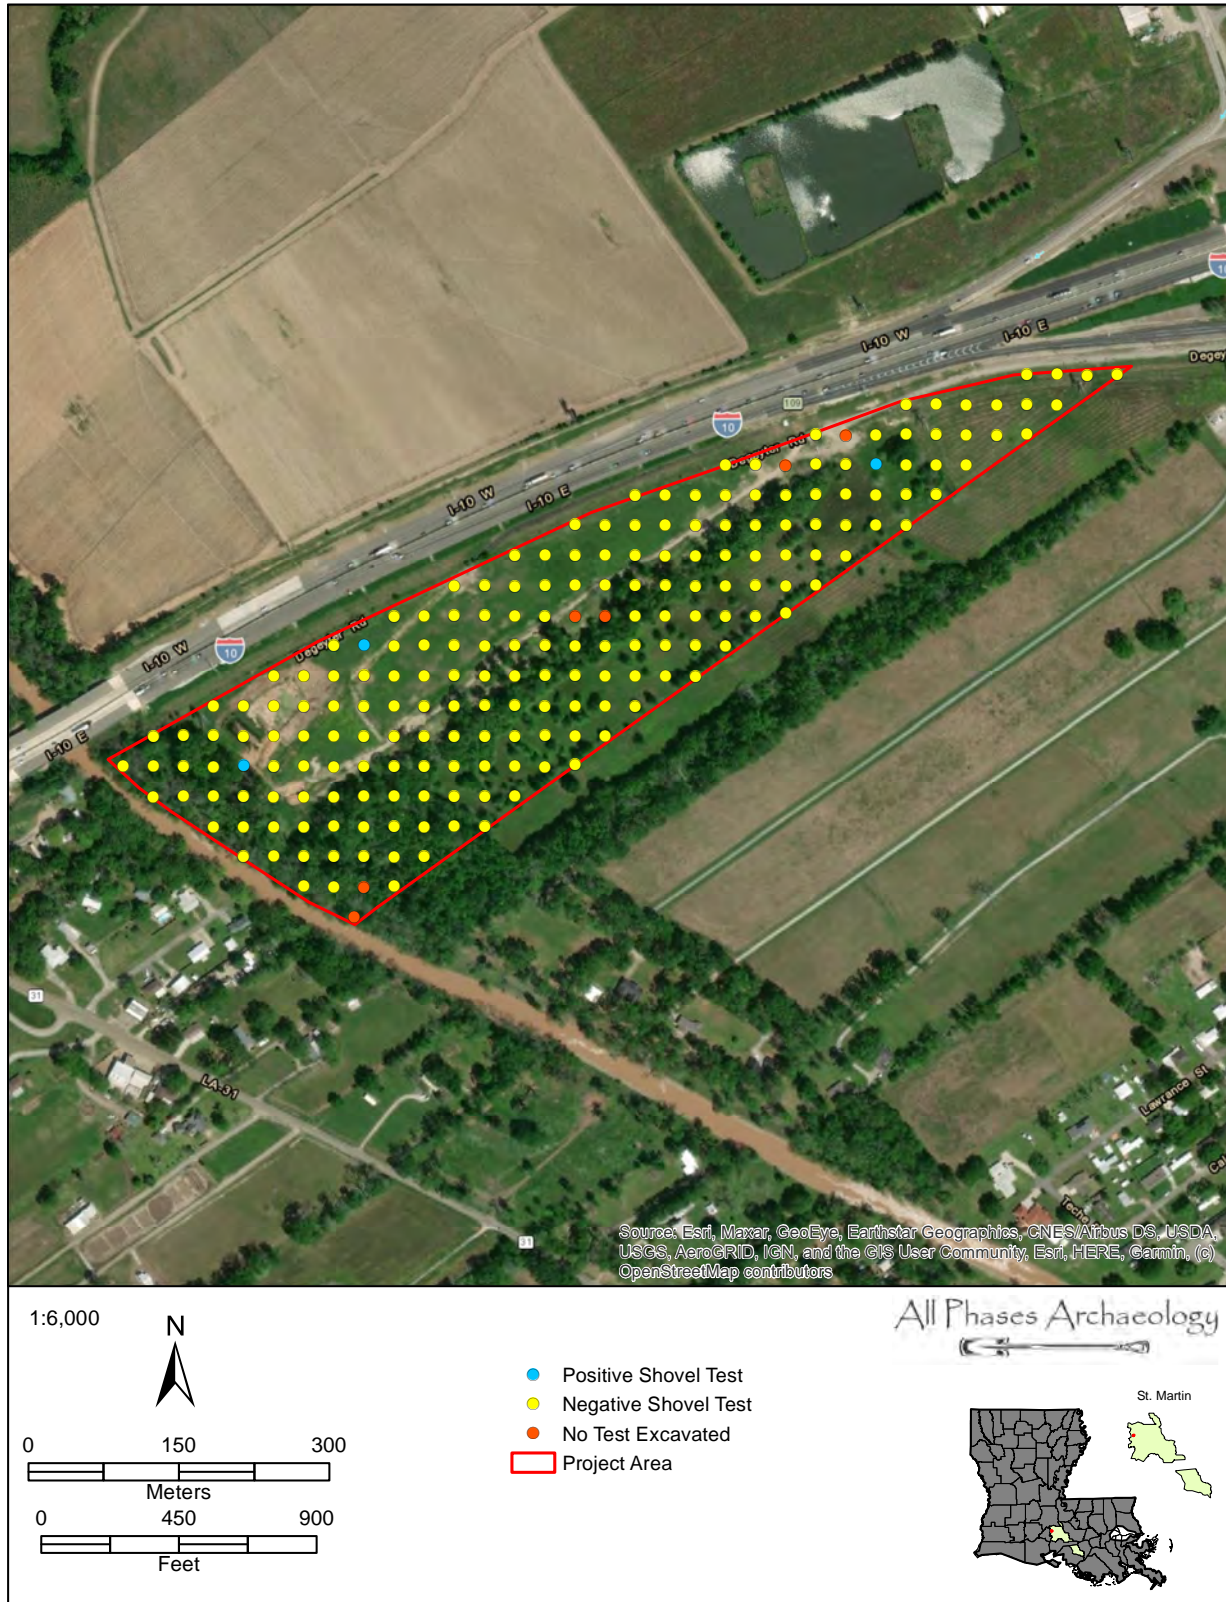 I-10 W
I-10 E
10
Degey
109
10
Degeyter Rd
I-10 W
I-10 E
Degeyter Rd
I-10 W
10
I-10 E
31
LA-31
Lawrence St
Teche
31
Source: Esri, Maxar, GeoEye, Earthstar Geographics, CNES/Airbus DS, USDA,
USGS, AeroGRID, IGN, and the GIS User Community, Esri, HERE, Garmin, (c)
OpenStreetMap contributors
1:6,000
N
0 150 300
Meters
0 450 900
Feet
Positive Shovel Test
Negative Shovel Test
No Test Excavated
Project Area
All Phases Archaeology
St. Martin